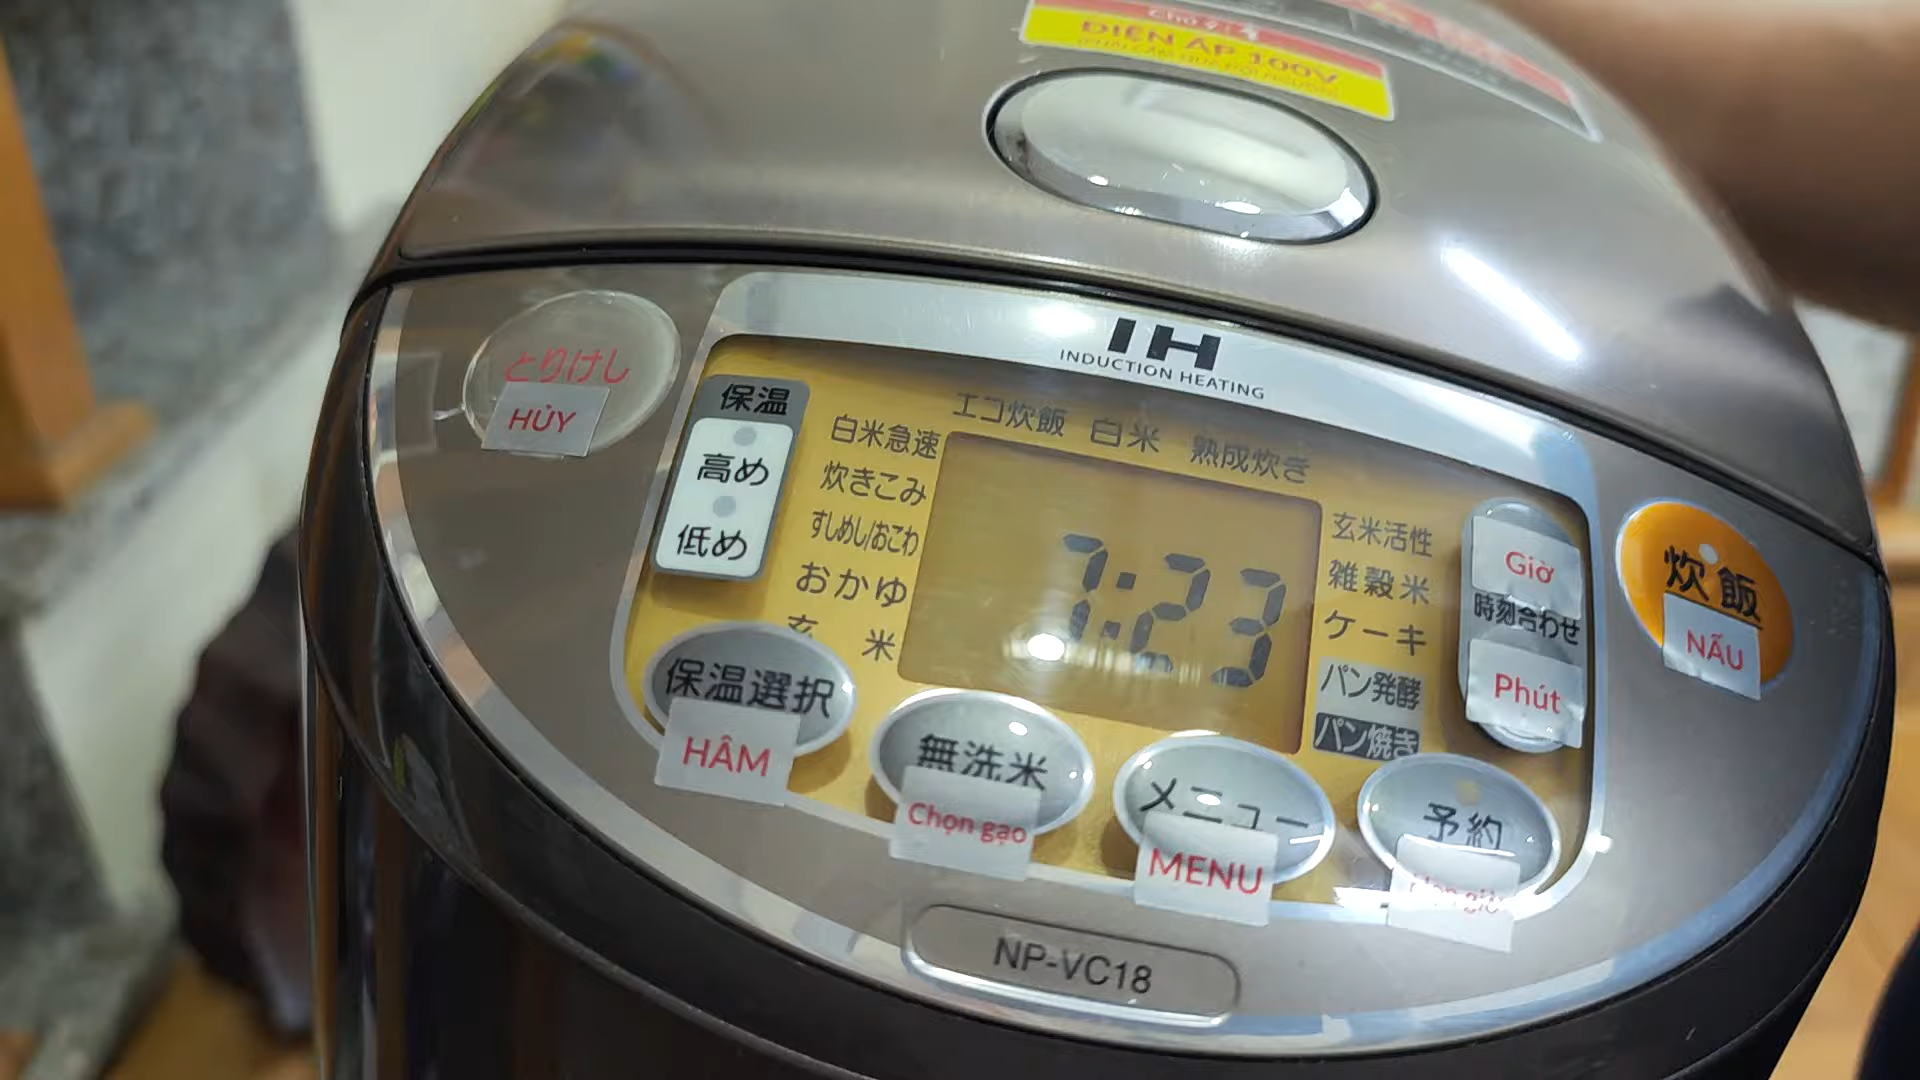 ĐIỆN ÁP 100V
IH
INDUCTION HEATING
とりけし
HỦY
保温
高め
低め
エコ炊飯 白米 熟成炊き
白米急速
炊きこみ
すしめし/おこわ
おかゆ
玄米
7:23
玄米活性
雑穀米
ケーキ
パン発酵
パン焼き
Giờ
時刻合わせ
Phút
炊飯
NẤU
保温選択
HÂM
無洗米
Chọn gạo
メニュー
MENU
予約
NP-VC18